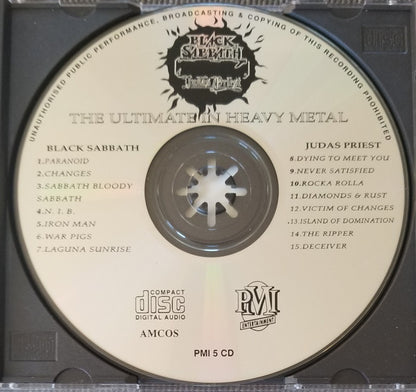 UNAUTHORISED PUBLIC PERFORMANCE, BROADCASTING & COPYING OF THIS RECORDING PROHIBITED
BLACK
SABBATH
Judas Priest
THE ULTIMATE IN HEAVY METAL
BLACK SABBATH
1.PARANOID
2.CHANGES
3.SABBATH BLOODY
SABBATH
4.N. I. B.
5.IRON MAN
6.WAR PIGS
7.LAGUNA SUNRISE
JUDAS PRIEST
8.DYING TO MEET YOU
9.NEVER SATISFIED
10.ROCKA ROLLA
11.DIAMONDS & RUST
12.VICTIM OF CHANGES
13.ISLAND OF DOMINATION
14.THE RIPPER
15.DECEIVER
COMPACT
disc
DIGITAL AUDIO
AMCOS
PMI
ENTERTAINMENT
PMI 5 CD